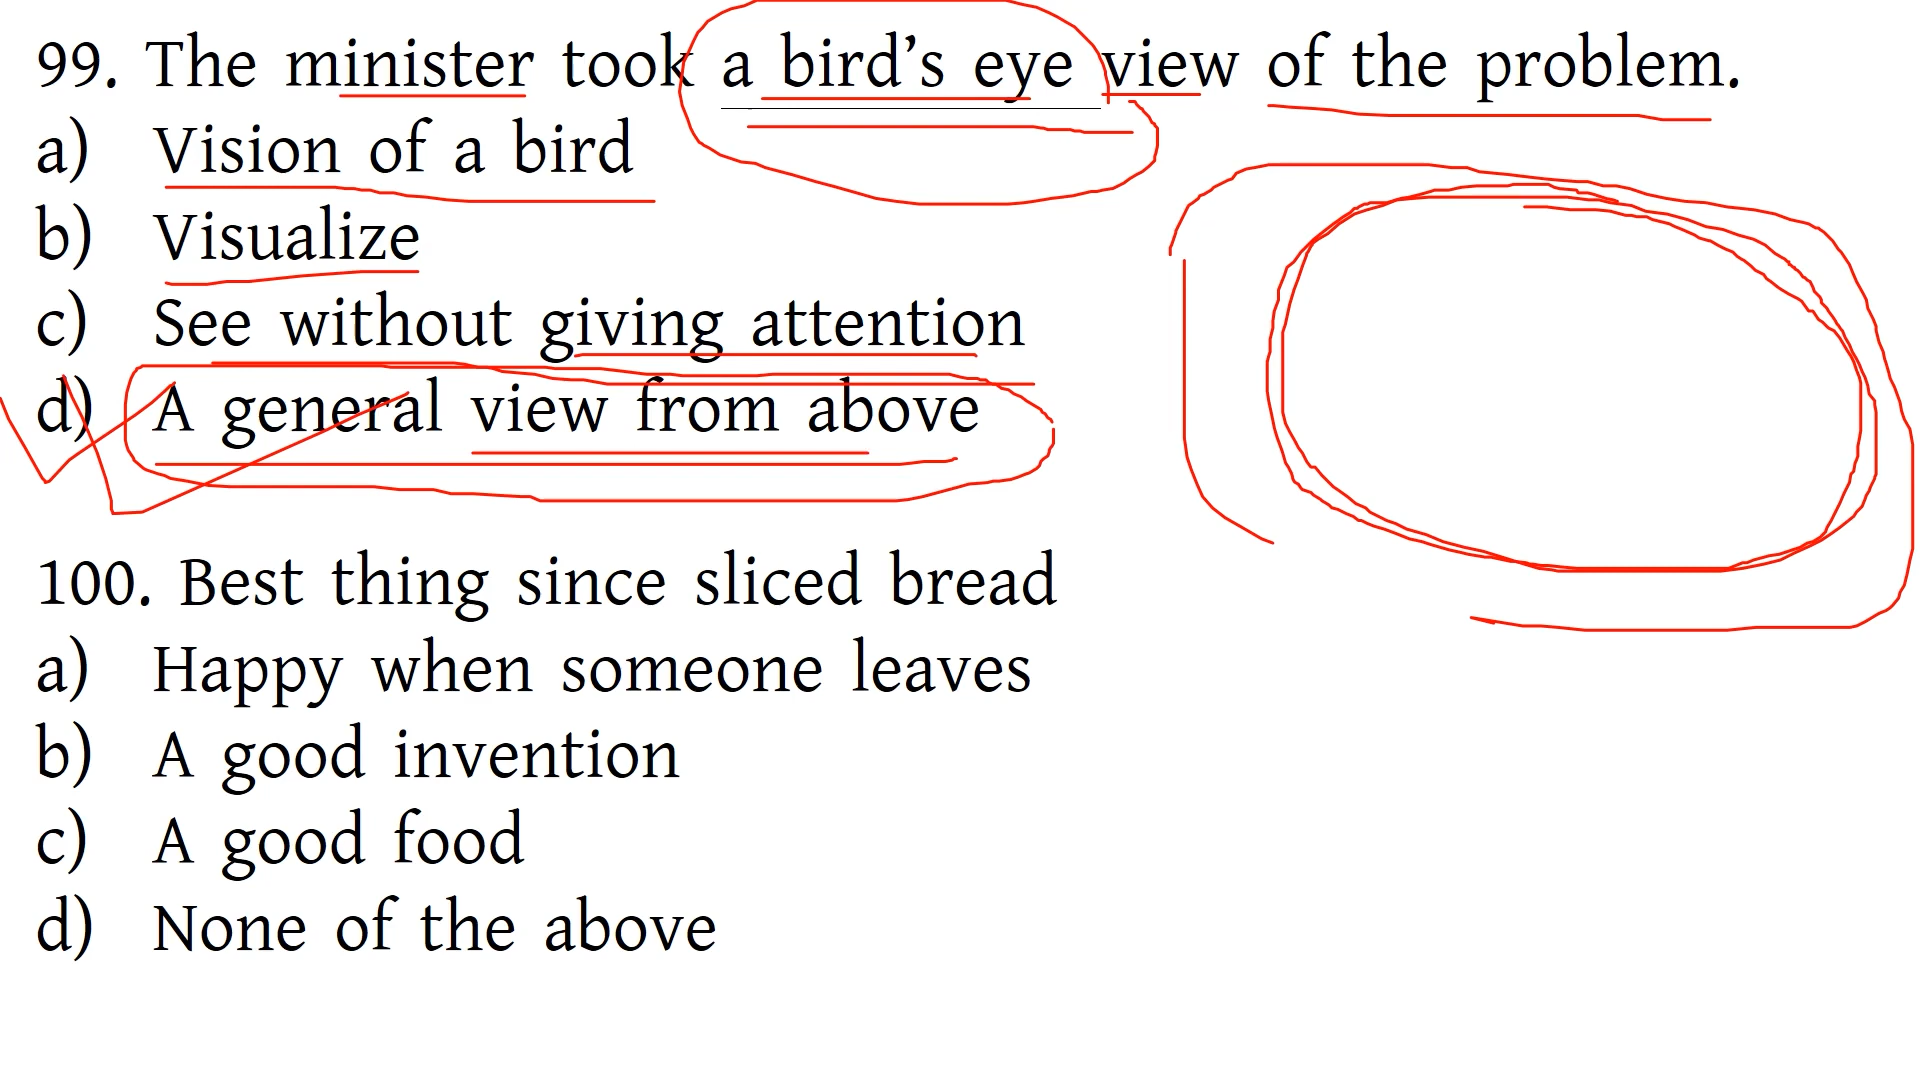 99. The minister took a bird’s eye view of the problem.
a) Vision of a bird
b) Visualize
c) See without giving attention
d) A general view from above
100. Best thing since sliced bread
a) Happy when someone leaves
b) A good invention
c) A good food
d) None of the above